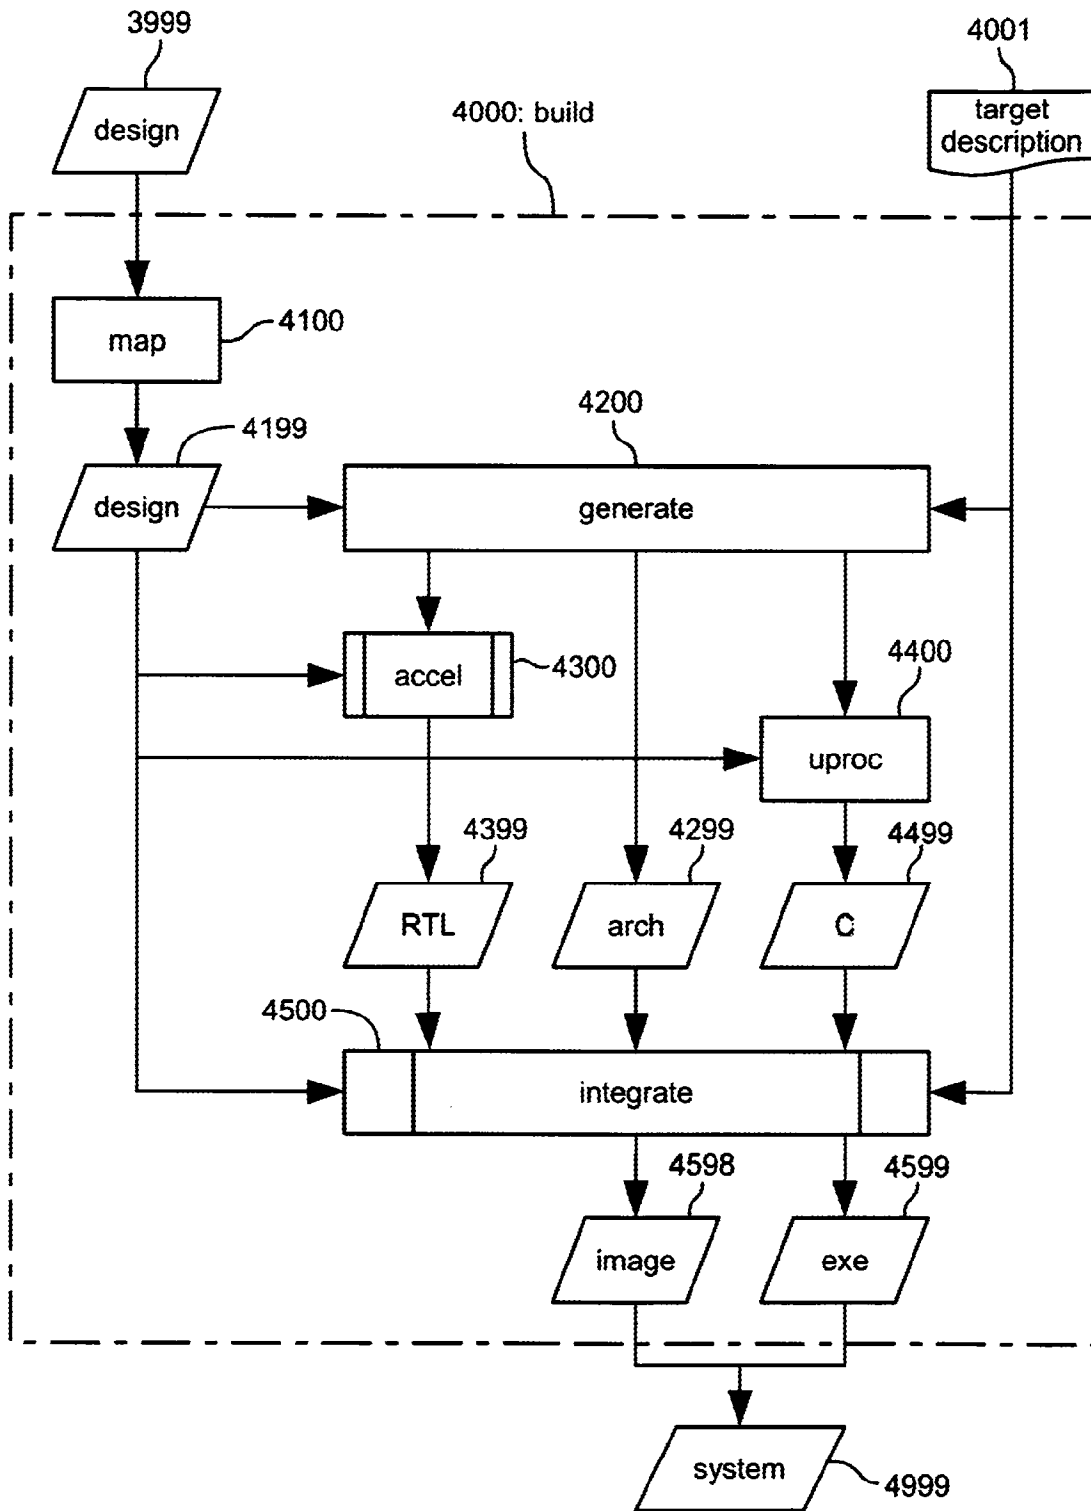 3999
4001
design
4000: build
target
description
map
4100
4199
4200
design
generate
accel
4300
4400
uproc
4399
4299
4499
RTL
arch
C
4500
integrate
4598
4599
image
exe
system
4999